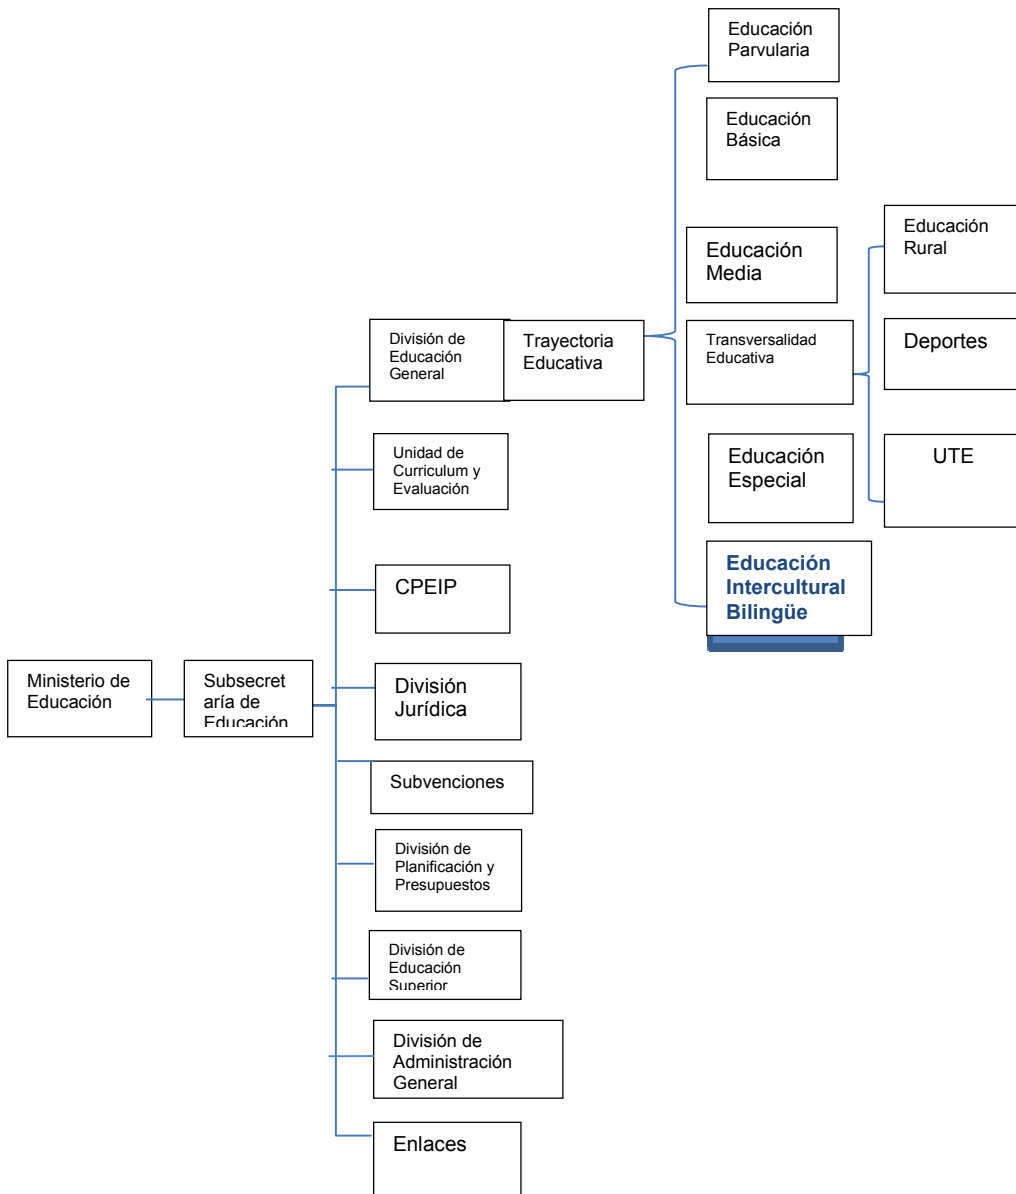 Educación
Parvularia
Educación
Básica
Educación
Rural
Educación
Media
División de
Educación
General
Trayectoria
Educativa
Transversalidad
Educativa
Deportes
Unidad de
Curriculum y
Evaluación
Educación
Especial
UTE
Educación
Intercultural
Bilingüe
CPEIP
Ministerio de
Educación
Subsecret
aría de
Educación
División
Jurídica
Subvenciones
División de
Planificación y
Presupuestos
División de
Educación
Superior
División de
Administración
General
Enlaces